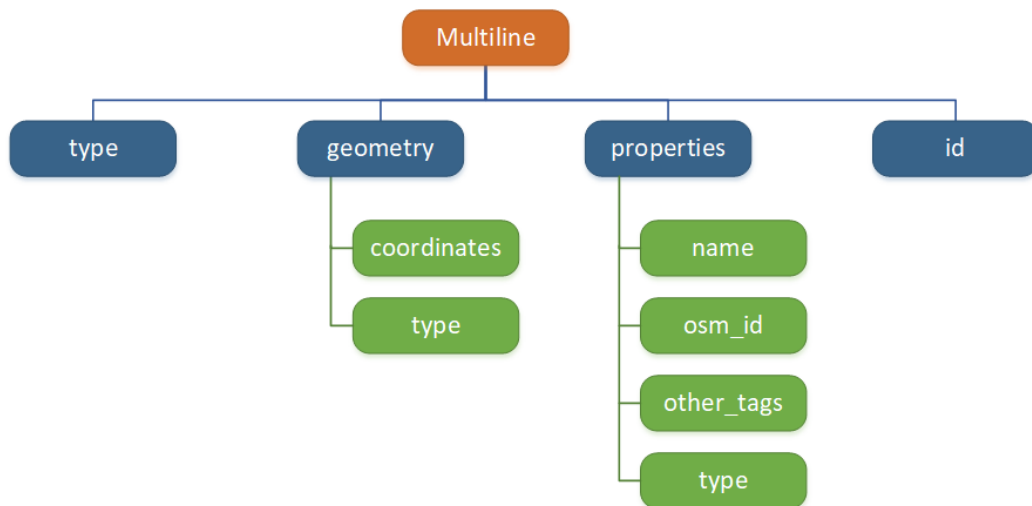 Multiline
type
geometry
properties
id
coordinates
type
name
osm_id
other_tags
type